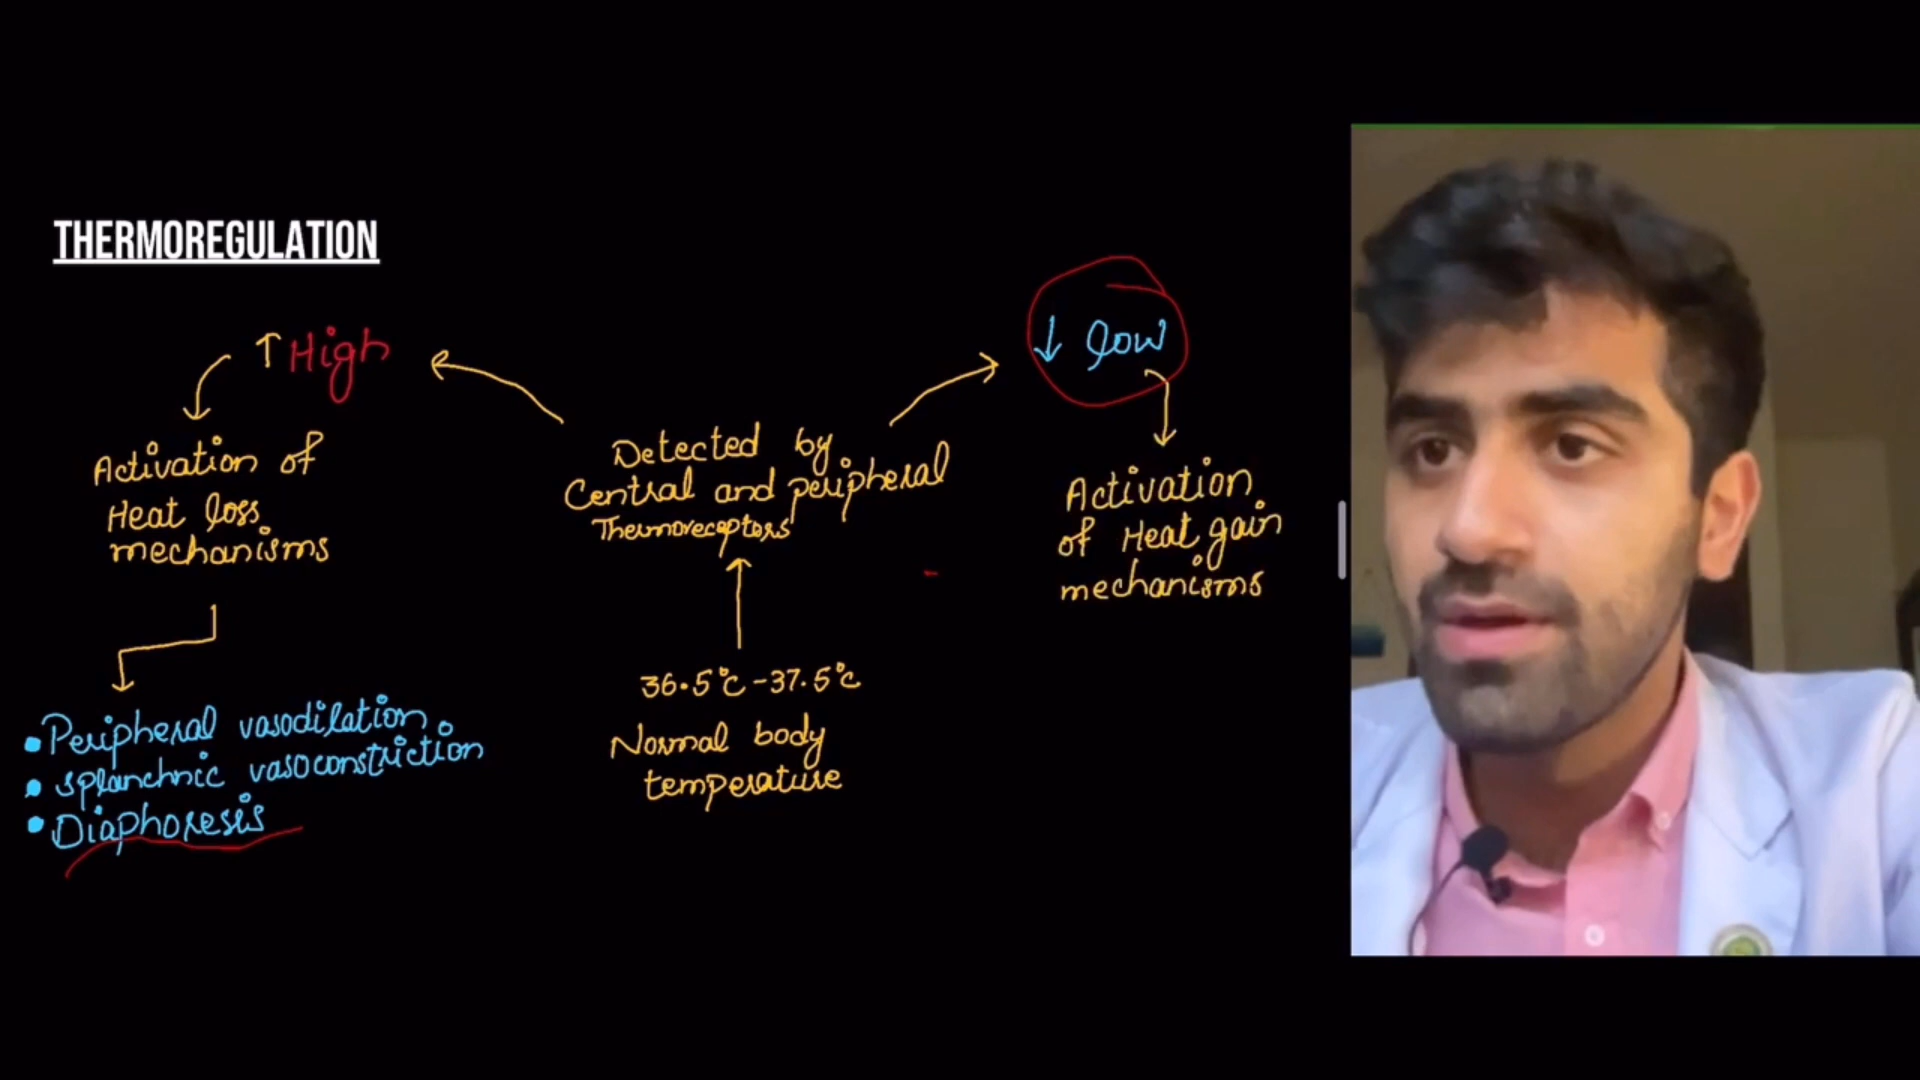 THERMOREGULATION
↑ High
Activation of
Heat loss
mechanisms
• Peripheral vasodilation
• splanchnic vasoconstriction
• Diaphoresis
Detected by
Central and peripheral
Thermoreceptors
36.5°c - 37.5°c
Normal body
temperature
↓ low
Activation
of Heat gain
mechanisms